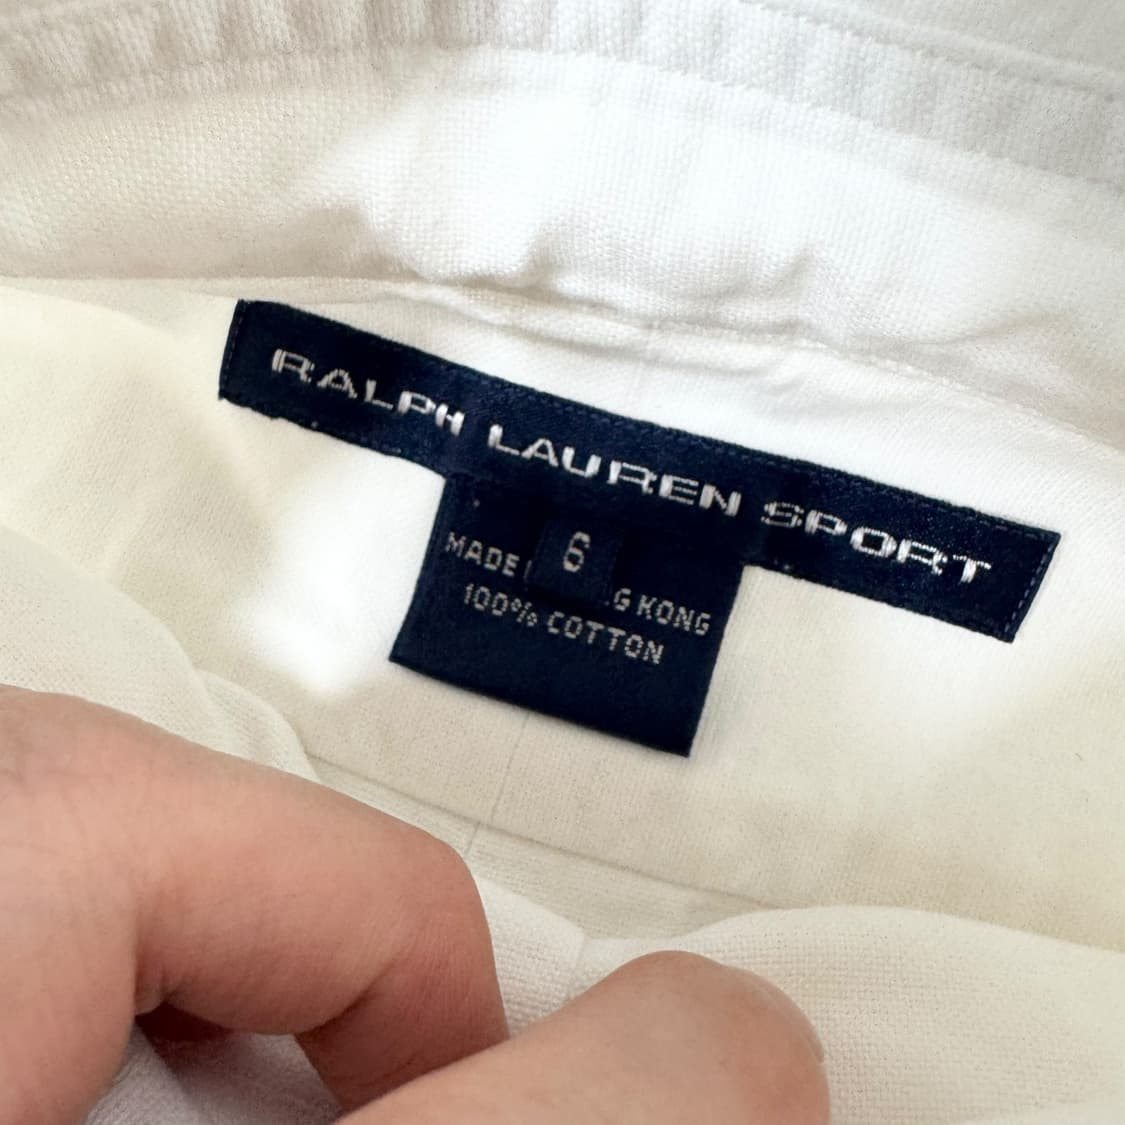 RALPH LAUREN SPORT
6
MADE G KONG
100% COTTON